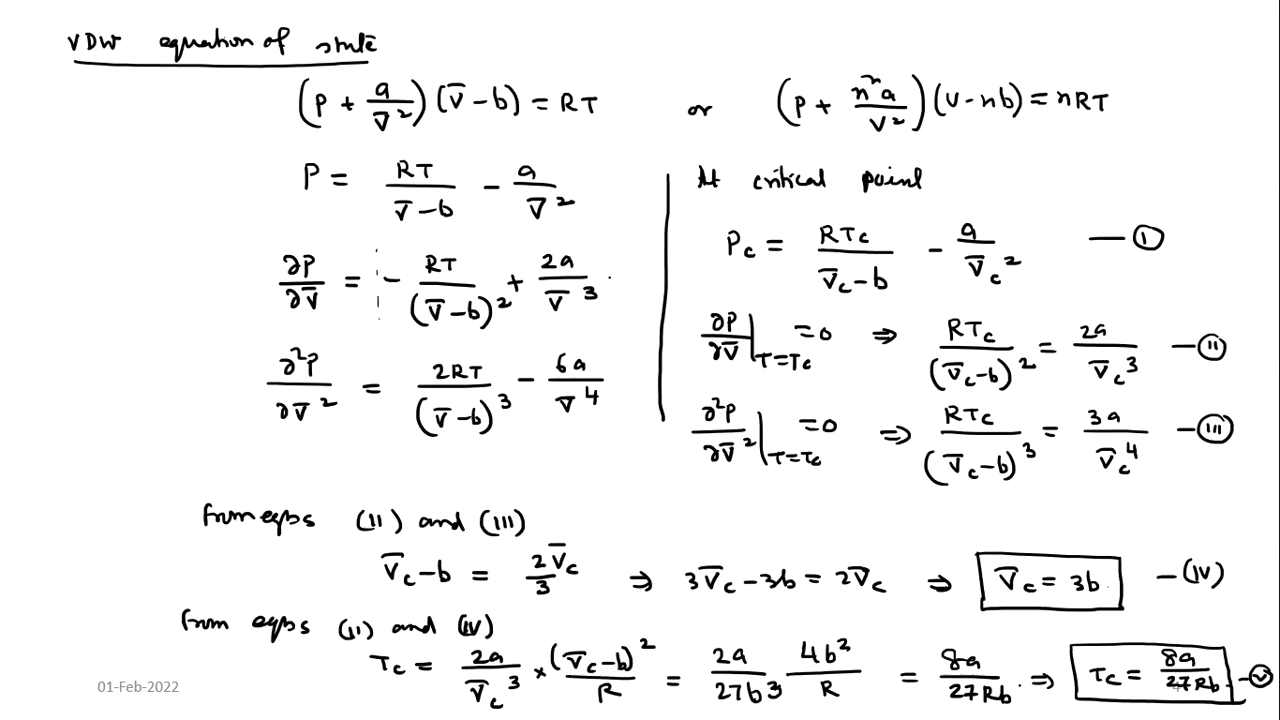 VDW equation of state
(P + a/V̄²)(V̄ - b) = RT or (P + n²a/V²)(V - nb) = nRT
P = RT/(V̄ - b) - a/V̄²
∂P/∂V̄ = - RT/(V̄ - b)² + 2a/V̄³
∂²P/∂V̄² = 2RT/(V̄ - b)³ - 6a/V̄⁴
At critical point
Pc = RTc/(V̄c - b) - a/V̄c² — (I)
∂P/∂V̄|T=Tc = 0 ⇒ RTc/(V̄c - b)² = 2a/V̄c³ — (II)
∂²P/∂V̄²|T=Tc = 0 ⇒ RTc/(V̄c - b)³ = 3a/V̄c⁴ — (III)
From eqns (II) and (III)
V̄c - b = 2V̄c/3 ⇒ 3V̄c - 3b = 2V̄c ⇒ V̄c = 3b — (IV)
From eqns (II) and (IV)
Tc = 2a/V̄c³ × (V̄c - b)²/R = 2a/27b³ 4b²/R = 8a/27Rb ⇒ Tc = 8a/27Rb — (V)
01-Feb-2022